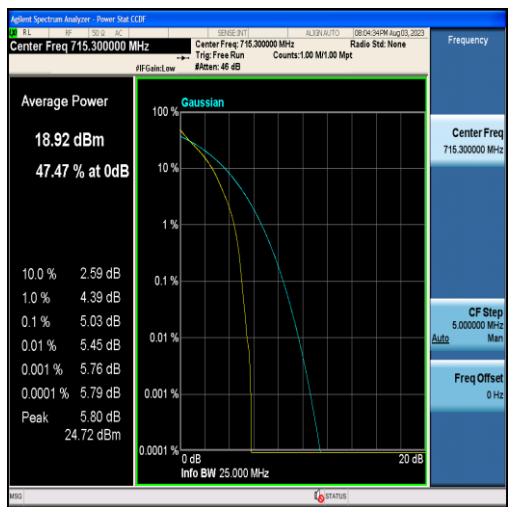 Agilent Spectrum Analyzer - Power Stat CCDF
RL RF 50 Ω AC SENSE:INT ALIGN AUTO 08:04:34 PM Aug 03, 2023
Center Freq 715.300000 MHz
Center Freq: 715.300000 MHz
Radio Std: None
Trig: Free Run Counts:1.00 M/1.00 Mpt
#IFGain:Low
#Atten: 46 dB
Frequency
Average Power
18.92 dBm
47.47 % at 0dB
10.0 % 2.59 dB
1.0 % 4.39 dB
0.1 % 5.03 dB
0.01 % 5.45 dB
0.001 % 5.76 dB
0.0001 % 5.79 dB
Peak 5.80 dB
24.72 dBm
Gaussian
100 %
10 %
1 %
0.1 %
0.01 %
0.001 %
0.0001 %
0 dB
20 dB
Info BW 25.000 MHz
Center Freq
715.300000 MHz
CF Step
5.000000 MHz
Auto Man
Freq Offset
0 Hz
MSG
STATUS